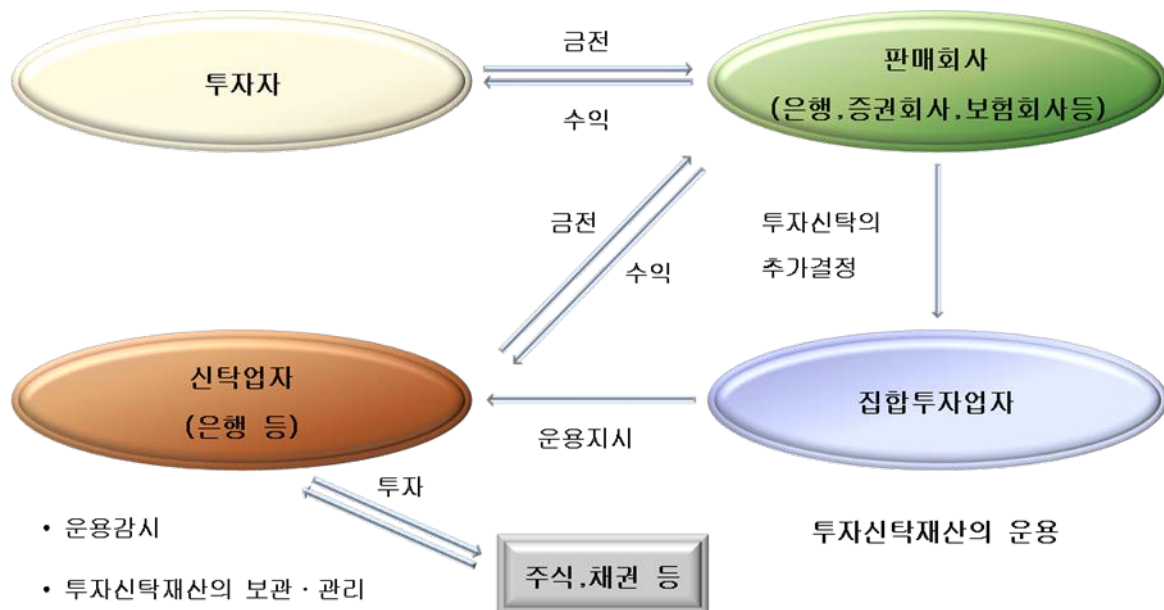 금전
투자자
판매회사
(은행,증권회사,보험회사등)
수익
금전
수익
투자신탁의
추가결정
신탁업자
(은행 등)
집합투자업자
운용지시
투자
• 운용감시
투자신탁재산의 운용
주식,채권 등
• 투자신탁재산의 보관·관리